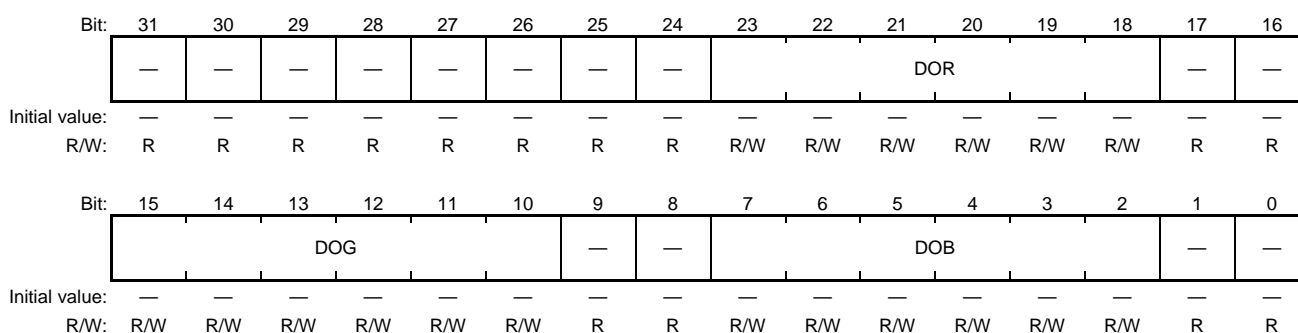 Bit: 31 30 29 28 27 26 25 24 23 22 21 20 19 18 17 16
— — — — — — — — DOR — —
Initial value: — — — — — — — — — — — — — — — —
R/W: R R R R R R R R R/W R/W R/W R/W R/W R/W R R
Bit: 15 14 13 12 11 10 9 8 7 6 5 4 3 2 1 0
DOG — — DOB — —
Initial value: — — — — — — — — — — — — — — — —
R/W: R/W R/W R/W R/W R/W R/W R R R/W R/W R/W R/W R/W R/W R R